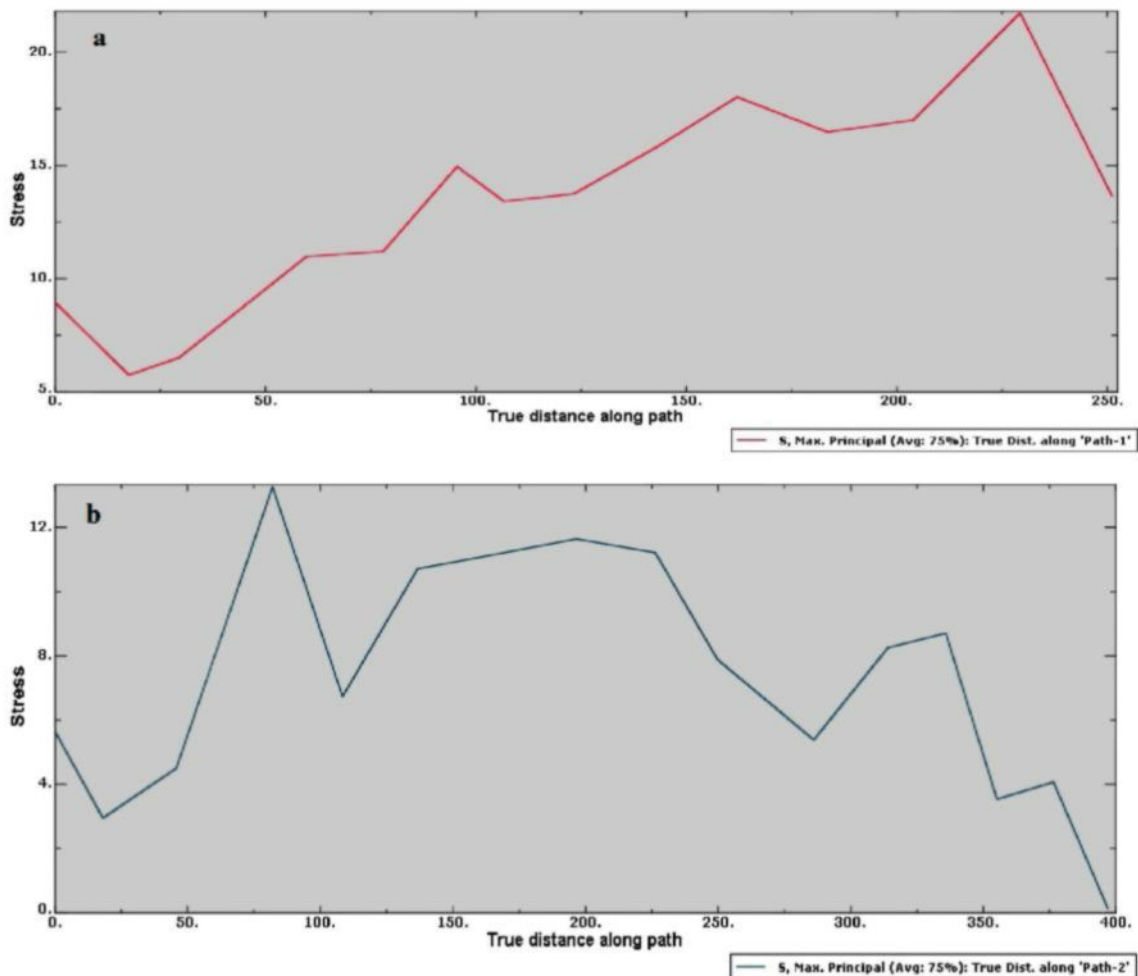 a
20.
15.
10.
5.
Stress
0. 50. 100. 150. 200. 250.
True distance along path
S, Max. Principal (Avg: 75%): True Dist. along 'Path-1'
b
12.
8.
4.
0.
Stress
0. 50. 100. 150. 200. 250. 300. 350. 400.
True distance along path
S, Max. Principal (Avg: 75%): True Dist. along 'Path-2'